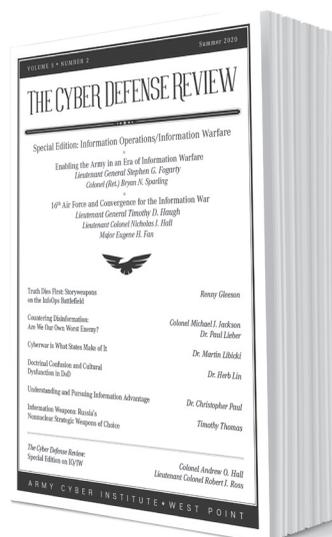 VOLUME 5 • NUMBER 2
Summer 2020
THE CYBER DEFENSE REVIEW
Special Edition: Information Operations/Information Warfare
Enabling the Army in an Era of Information Warfare
Lieutenant General Stephen G. Fogarty
Colonel (Ret.) Bryan N. Sparling
16th Air Force and Convergence for the Information War
Lieutenant General Timothy D. Haugh
Lieutenant Colonel Nicholas J. Hall
Major Eugene H. Fan
Truth Dies First: Storyweapons
on the InfoOps Battlefield
Renny Gleeson
Countering Disinformation:
Are We Our Own Worst Enemy?
Colonel Michael J. Jackson
Dr. Paul Lieber
Cyberwar is What States Make of It
Dr. Martin Libicki
Doctrinal Confusion and Cultural
Dysfunction in DoD
Dr. Herb Lin
Understanding and Pursuing Information Advantage
Dr. Christopher Paul
Information Weapons: Russia's
Nonnuclear Strategic Weapons of Choice
Timothy Thomas
The Cyber Defense Review:
Special Edition on IO/IW
Colonel Andrew O. Hall
Lieutenant Colonel Robert J. Ross
ARMY CYBER INSTITUTE • WEST POINT